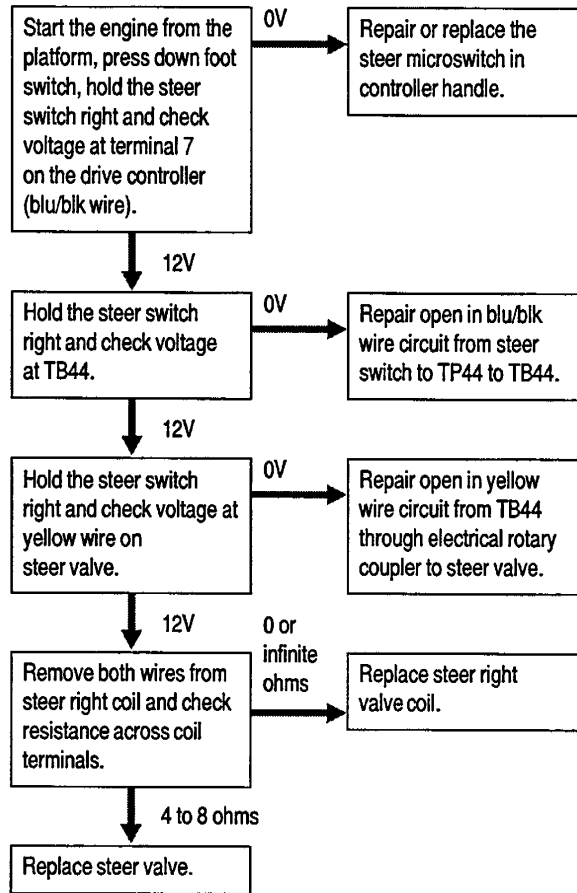 Start the engine from the
platform, press down foot
switch, hold the steer
switch right and check
voltage at terminal 7
on the drive controller
(blu/blk wire).
0V
Repair or replace the
steer microswitch in
controller handle.
12V
Hold the steer switch
right and check voltage
at TB44.
0V
Repair open in blu/blk
wire circuit from steer
switch to TP44 to TB44.
12V
Hold the steer switch
right and check voltage at
yellow wire on
steer valve.
0V
Repair open in yellow
wire circuit from TB44
through electrical rotary
coupler to steer valve.
12V
Remove both wires from
steer right coil and check
resistance across coil
terminals.
0 or
infinite
ohms
Replace steer right
valve coil.
4 to 8 ohms
Replace steer valve.